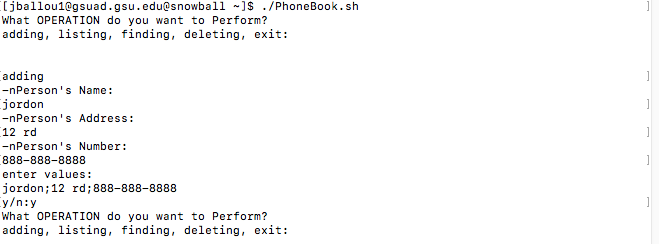 [[jballou1@gsuad.gsu.edu@snowball ~]$ ./PhoneBook.sh ]
What OPERATION do you want to Perform?
adding, listing, finding, deleting, exit:
[adding ]
-nPerson's Name:
[jordon ]
-nPerson's Address:
[12 rd ]
-nPerson's Number:
[888-888-8888 ]
enter values:
jordon;12 rd;888-888-8888
[y/n:y ]
What OPERATION do you want to Perform?
adding, listing, finding, deleting, exit: